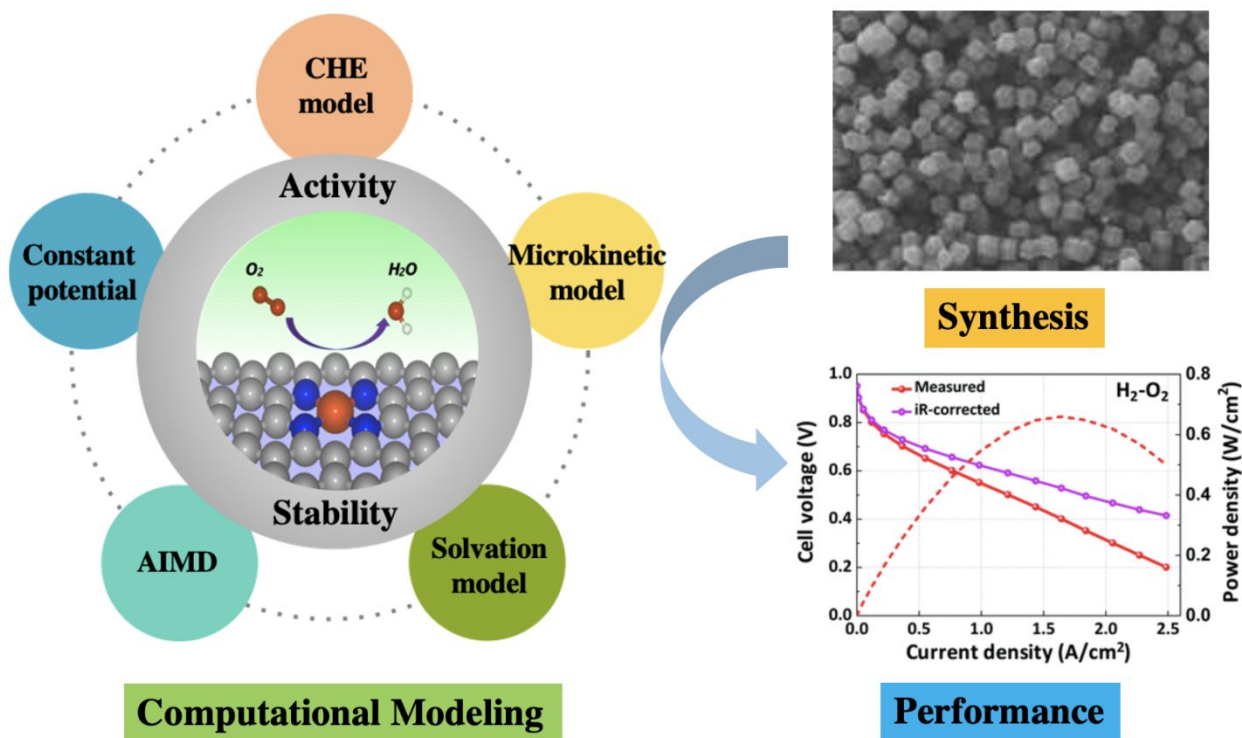 CHE
model
Activity
Constant
potential
Microkinetic
model
O₂
H₂O
Stability
AIMD
Solvation
model
Computational Modeling
Synthesis
Measured
iR-corrected
H₂-O₂
Cell voltage (V)
1.0
0.8
0.6
0.4
0.2
0.0
Power density (W/cm²)
0.8
0.6
0.4
0.2
0.0
0.0 0.5 1.0 1.5 2.0 2.5
Current density (A/cm²)
Performance